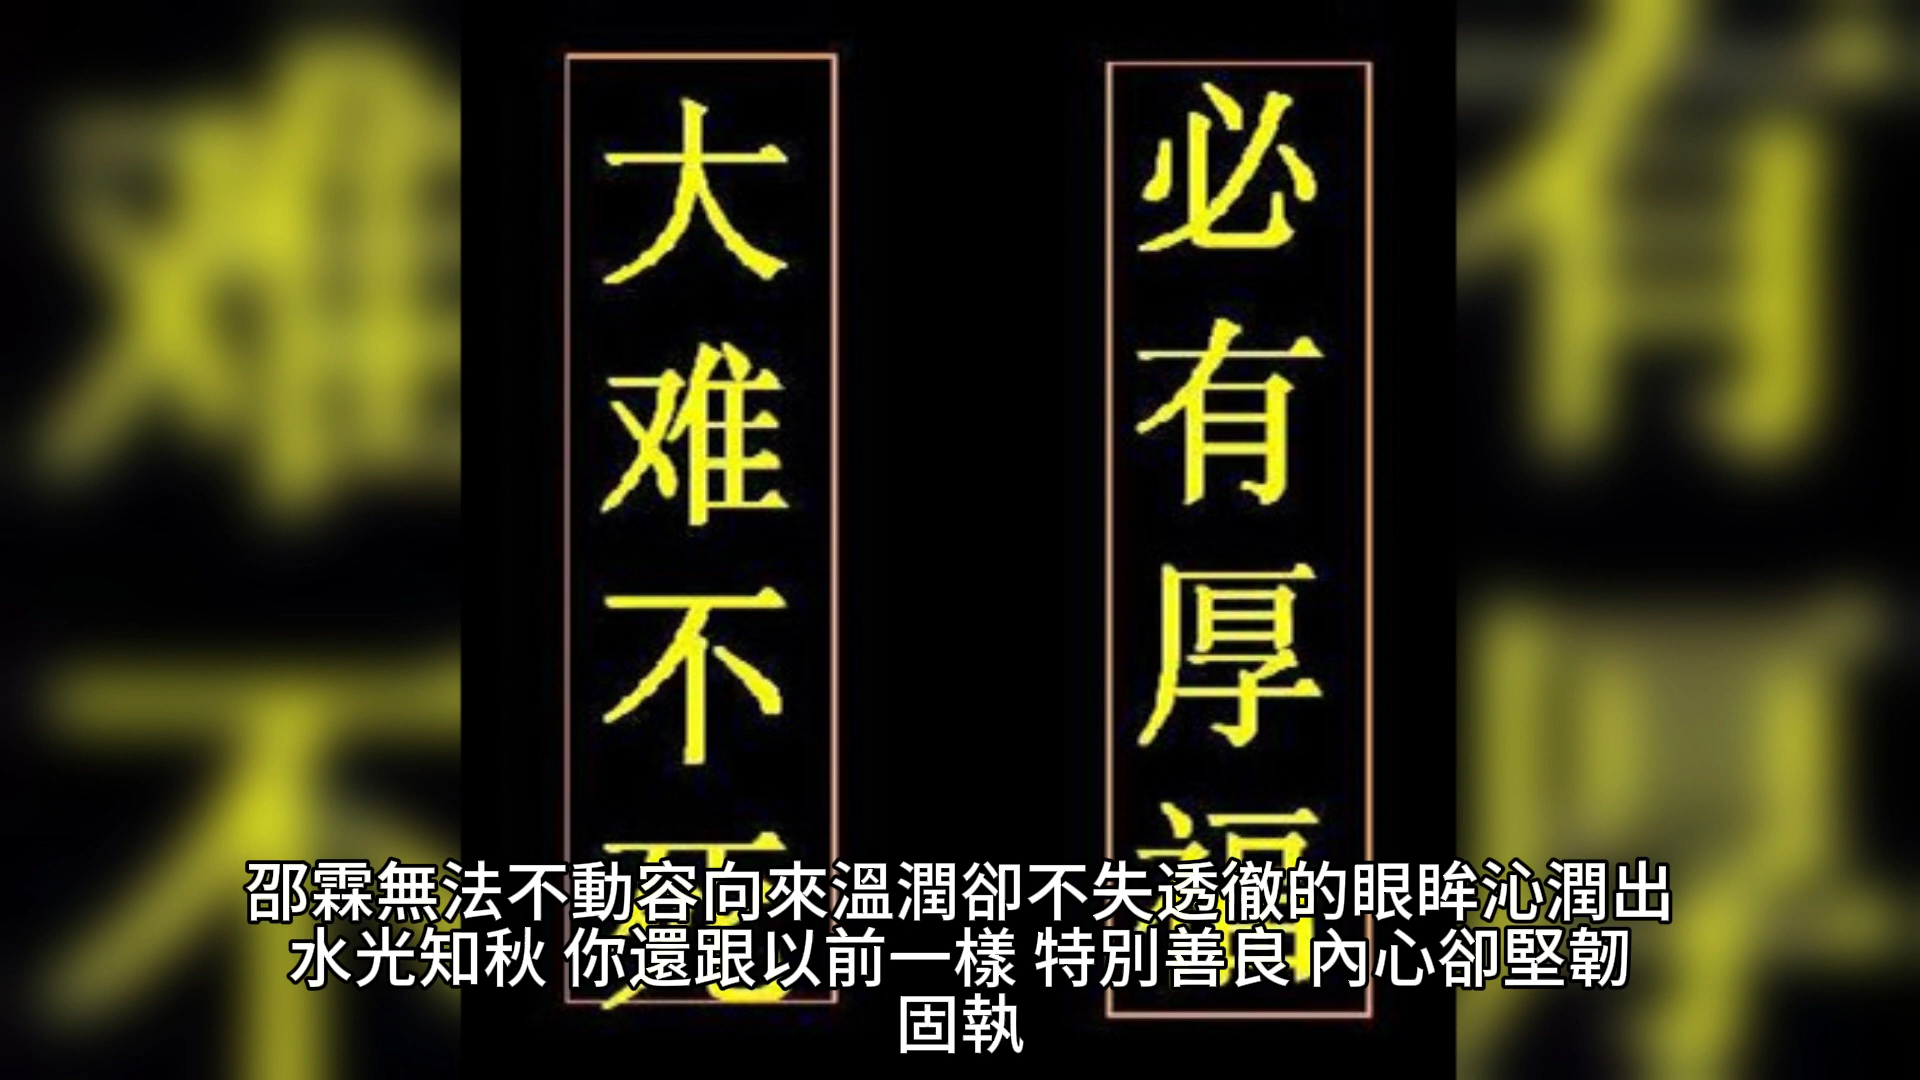 大难不死
必有厚福
邵霖無法不動容向來溫潤卻不失透徹的眼眸沁潤出
水光知秋 你還跟以前一樣 特別善良 內心卻堅韌
固執